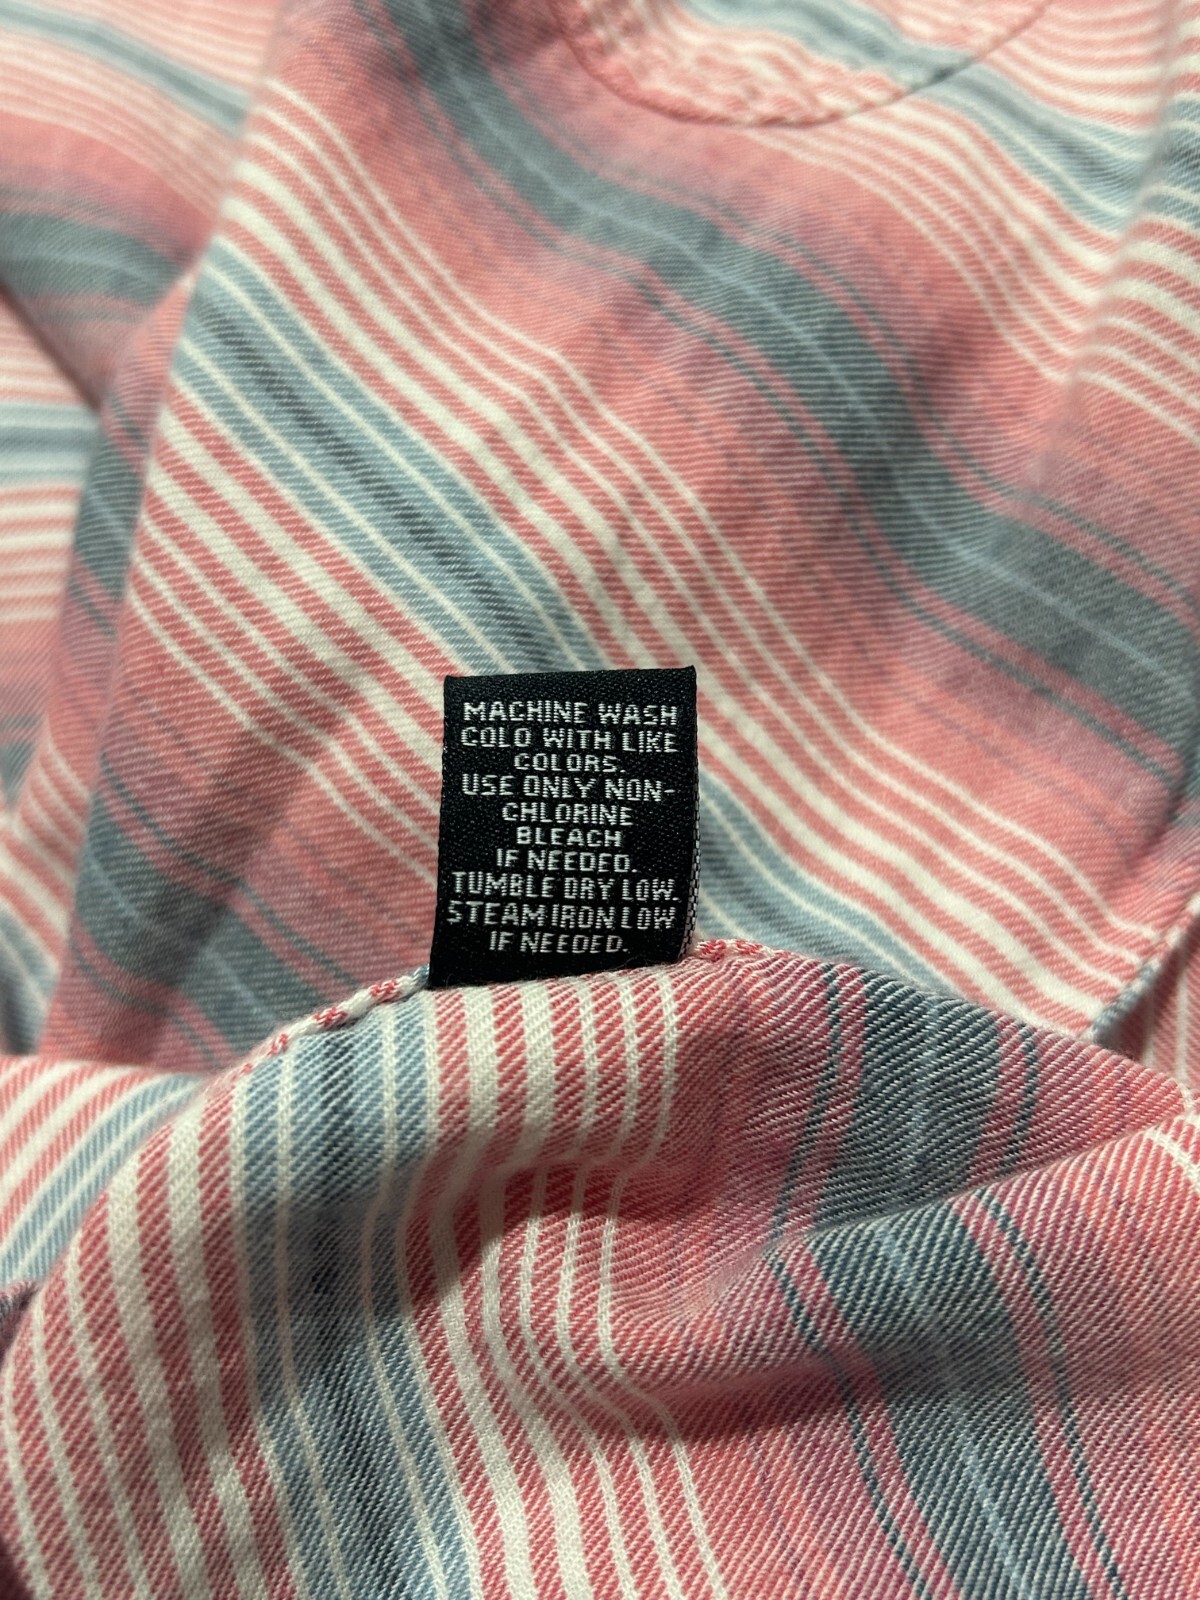 MACHINE WASH
COLD WITH LIKE
COLORS.
USE ONLY NON-
CHLORINE
BLEACH
IF NEEDED.
TUMBLE DRY LOW.
STEAM IRON LOW
IF NEEDED.